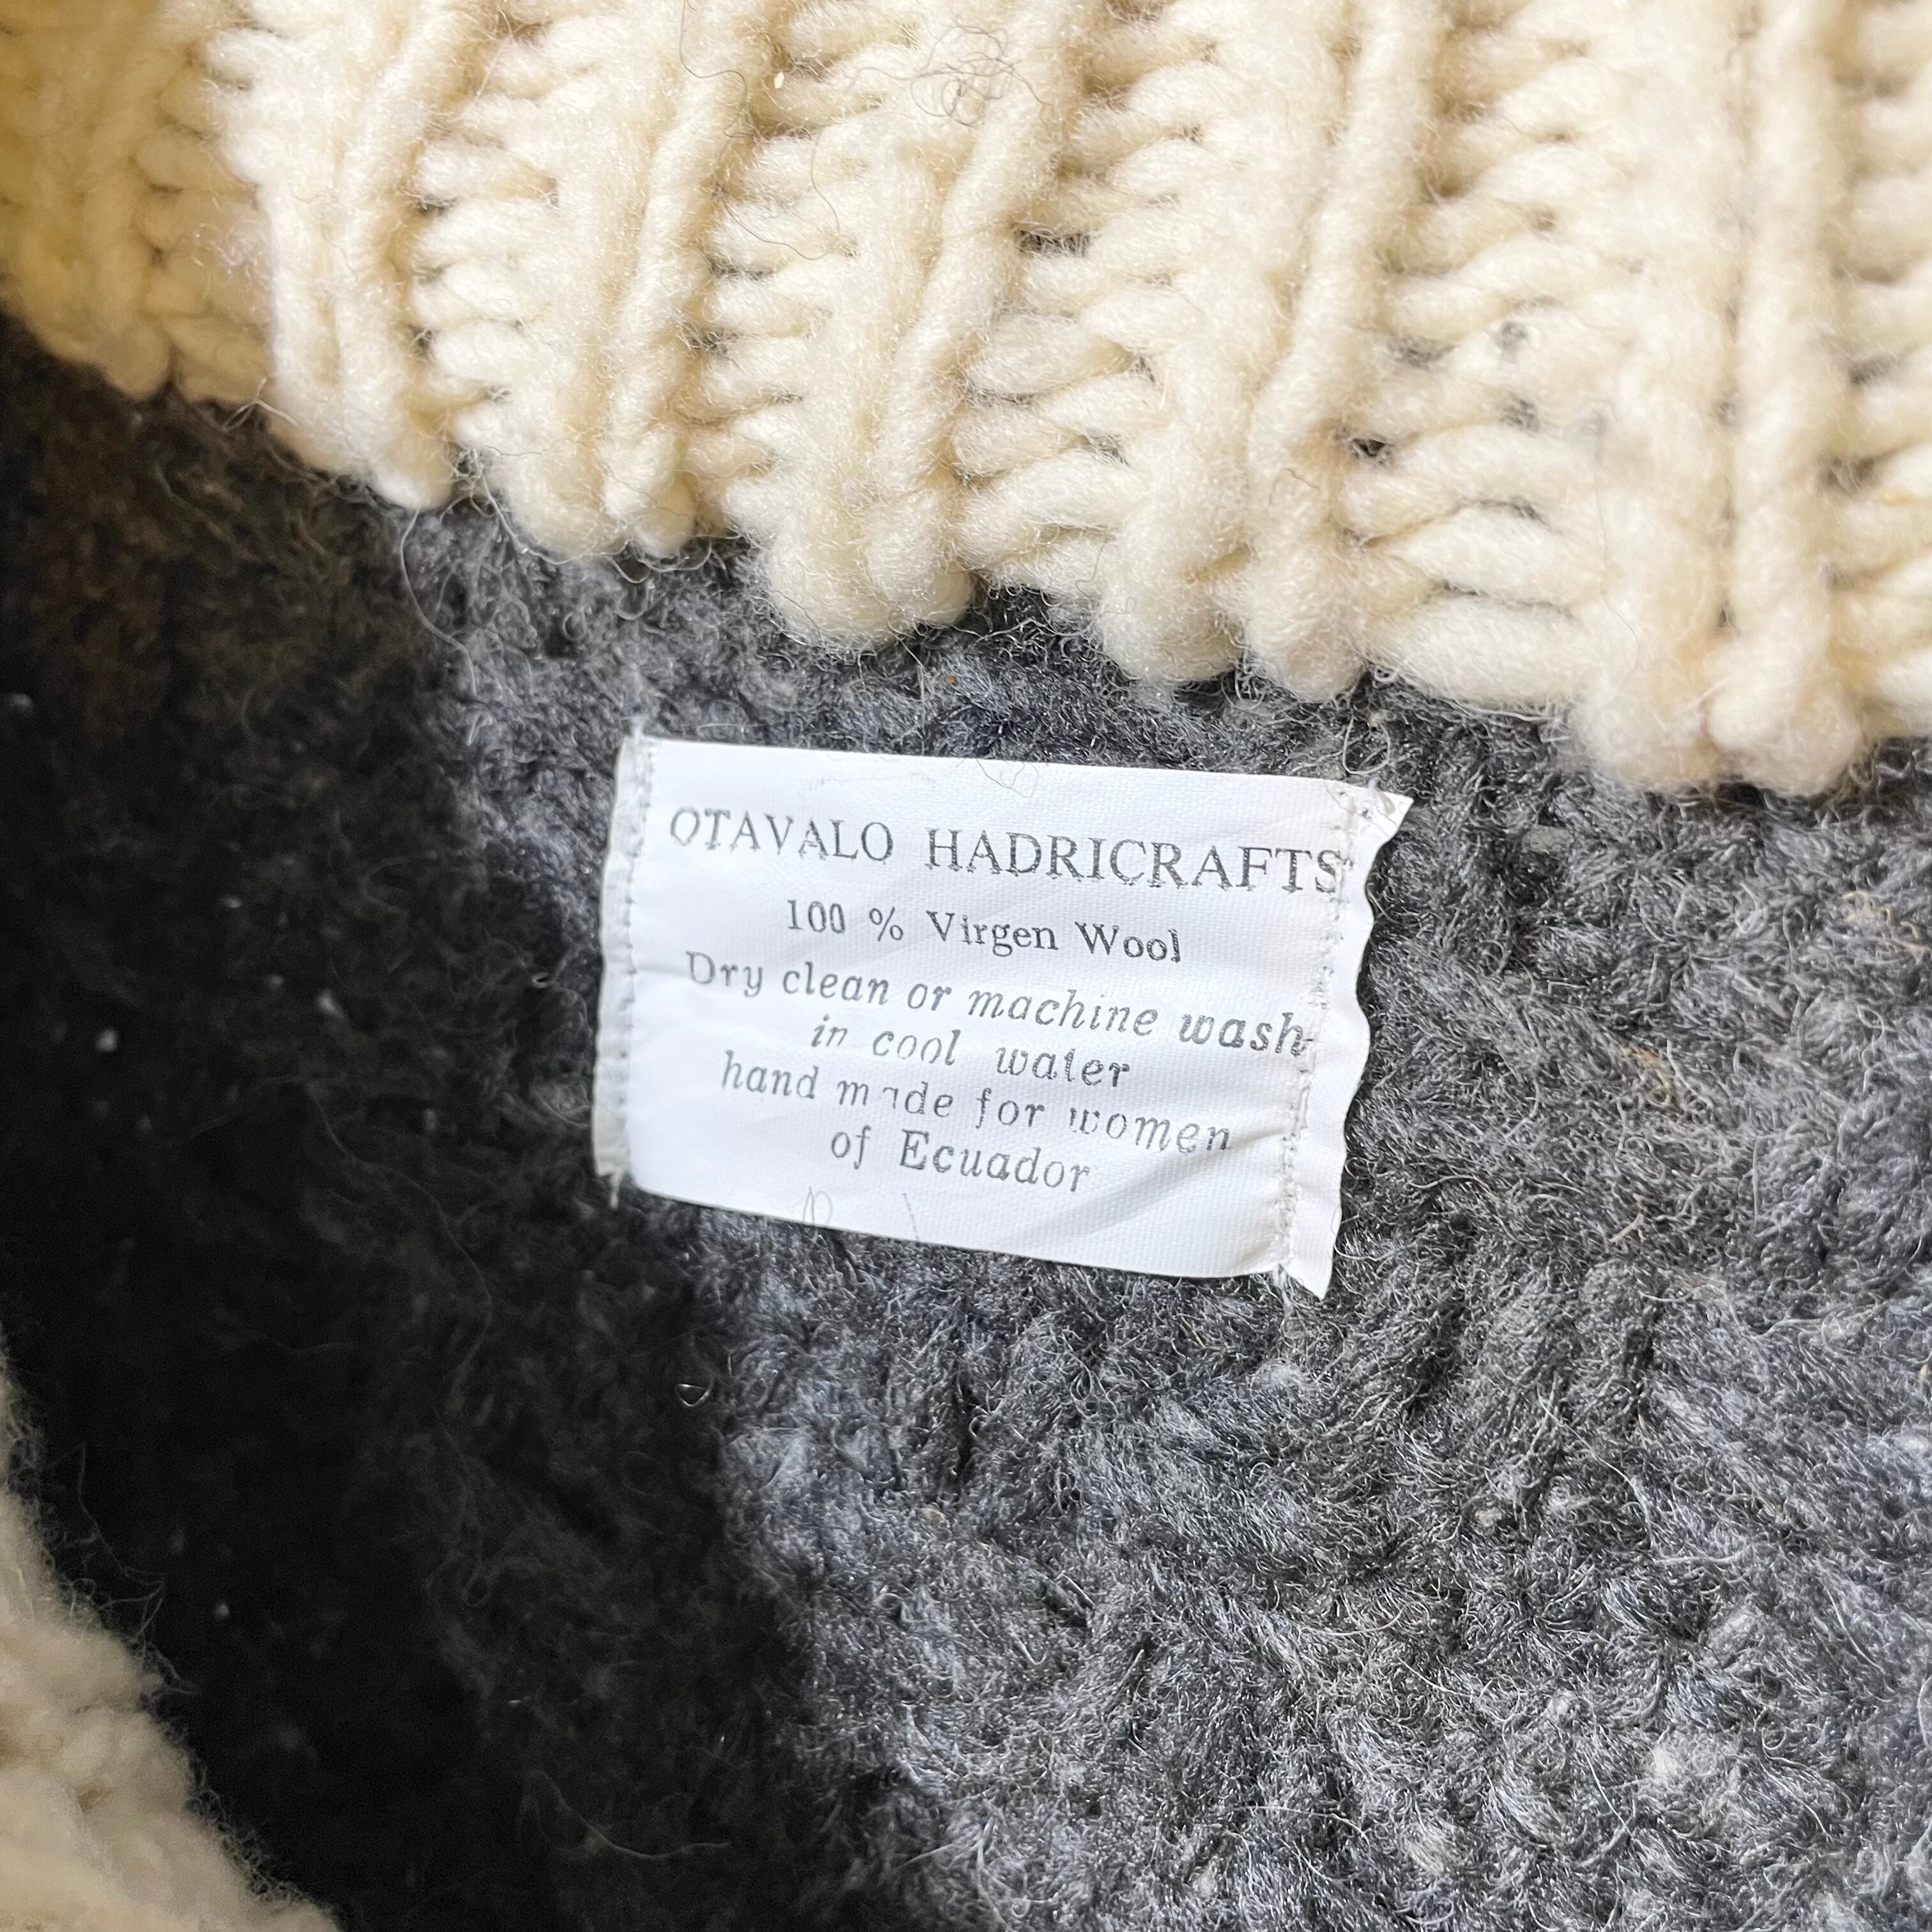 OTAVALO HADRICRAFTS
100 % Virgen Wool
Dry clean or machine wash
in cool water
hand made for women
of Ecuador